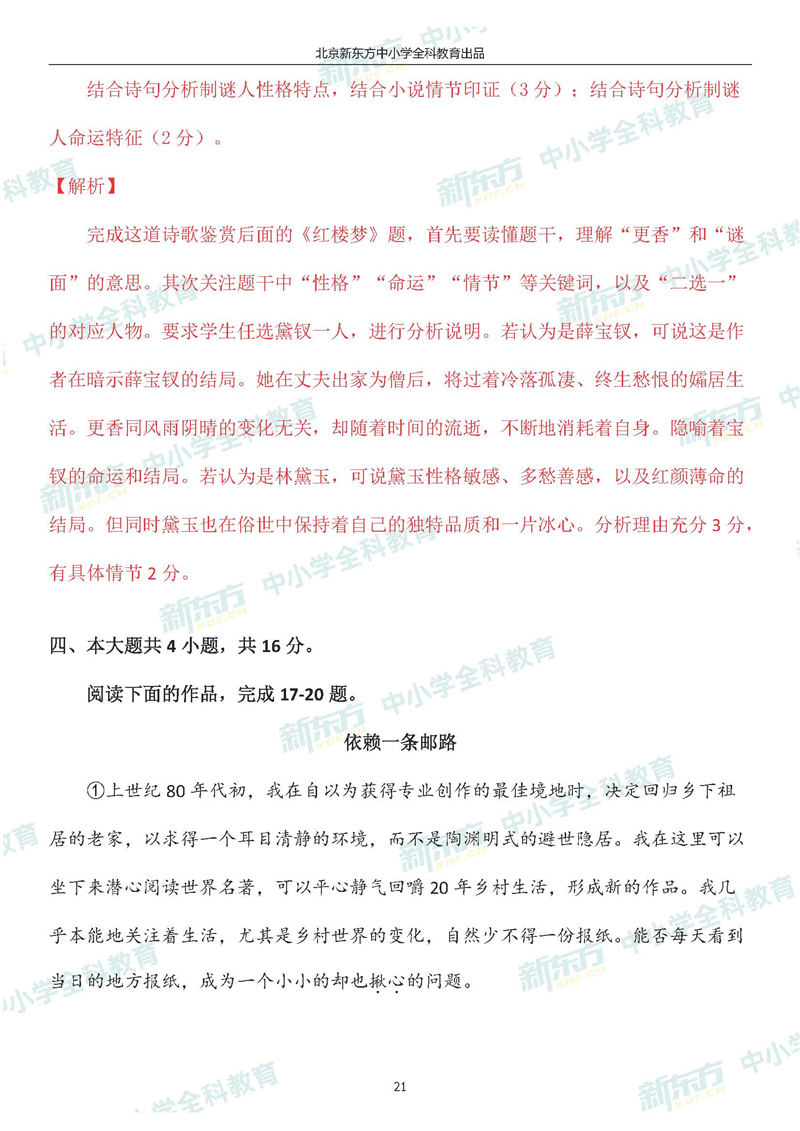 北京新东方中小学全科教育出品
结合诗句分析制谜人性格特点，结合小说情节印证（3 分）；结合诗句分析制谜
人命运特征（2 分）。
【解析】
完成这道诗歌鉴赏后面的《红楼梦》题，首先要读懂题干，理解“更香”和“谜
面”的意思。其次关注题干中“性格”“命运”“情节”等关键词，以及“二选一”
的对应人物。要求学生任选黛钗一人，进行分析说明。若认为是薛宝钗，可说这是作
者在暗示薛宝钗的结局。她在丈夫出家为僧后，将过着冷落孤凄、终生愁恨的孀居生
活。更香同风雨阴晴的变化无关，却随着时间的流逝，不断地消耗着自身。隐喻着宝
钗的命运和结局。若认为是林黛玉，可说黛玉性格敏感、多愁善感，以及红颜薄命的
结局。但同时黛玉也在俗世中保持着自己的独特品质和一片冰心。分析理由充分 3 分，
有具体情节 2 分。
四、本大题共 4 小题，共 16 分。
阅读下面的作品，完成 17-20 题。
依赖一条邮路
①上世纪 80 年代初，我在自以为获得专业创作的最佳境地时，决定回归乡下祖
居的老家，以求得一个耳目清静的环境，而不是陶渊明式的避世隐居。我在这里可以
坐下来潜心阅读世界名著，可以平心静气回嚼 20 年乡村生活，形成新的作品。我几
乎本能地关注着生活，尤其是乡村世界的变化，自然少不得一份报纸。能否每天看到
当日的地方报纸，成为一个小小的却也揪心的问题。
21
新东方 XDF.CN 中小学全科教育